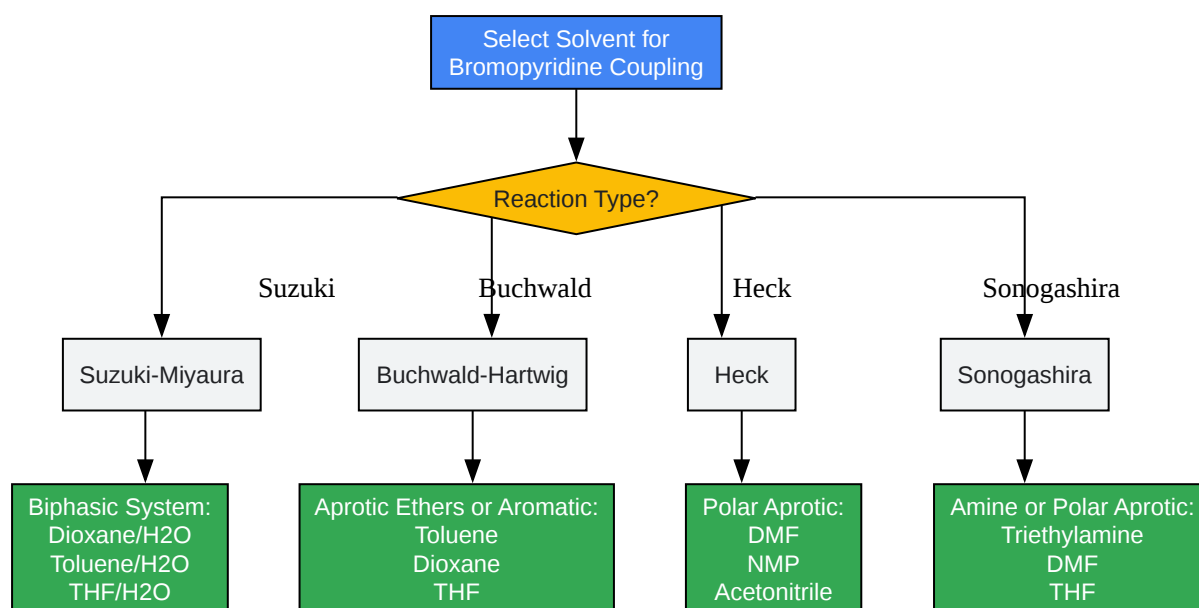 Select Solvent for
Bromopyridine Coupling
Reaction Type?
Suzuki
Buchwald
Heck
Sonogashira
Suzuki-Miyaura
Buchwald-Hartwig
Heck
Sonogashira
Biphasic System:
Dioxane/H2O
Toluene/H2O
THF/H2O
Aprotic Ethers or Aromatic:
Toluene
Dioxane
THF
Polar Aprotic:
DMF
NMP
Acetonitrile
Amine or Polar Aprotic:
Triethylamine
DMF
THF